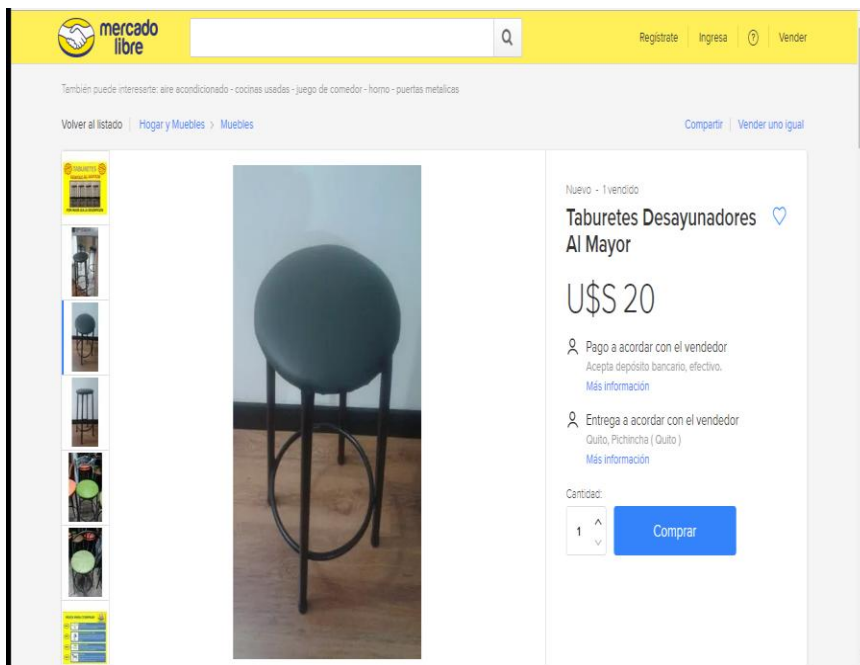 mercado
libre
Regístrate Ingresa ? Vender
También puede interesarte: aire acondicionado - cocinas usadas - juego de comedor - horno - puertas metalicas
Volver al listado Hogar y Muebles > Muebles
Compartir Vender uno igual
TABURETES
Nuevo - 1 vendido
Taburetes Desayunadores
Al Mayor
U$S 20
Pago a acordar con el vendedor
Acepta depósito bancario, efectivo.
Más información
Entrega a acordar con el vendedor
Quito, Pichincha ( Quito )
Más información
Cantidad:
1
Comprar